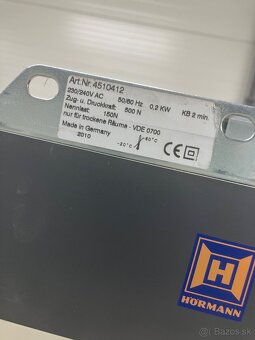 Art.Nr. 4510412
230/240V AC 50/60 Hz 0,2 KW KB 2 min.
Zug- u. Druckkraft: 500 N
Nennlast: 150N
nur für trockene Räume - VDE 0700
Made in Germany
2010
-20°C
60°C
CE
H
HÖRMANN
bazos.sk